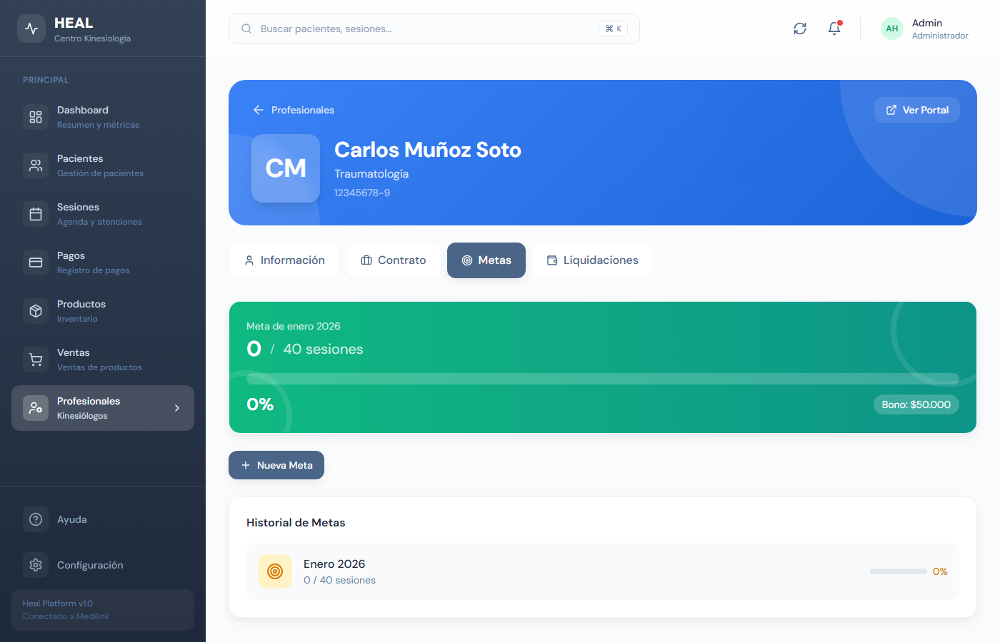 HEAL
Centro Kinesiología
PRINCIPAL
Dashboard
Resumen y métricas
Pacientes
Gestión de pacientes
Sesiones
Agenda y atenciones
Pagos
Registro de pagos
Productos
Inventario
Ventas
Ventas de productos
Profesionales
Kinesiólogos
Ayuda
Configuración
Heal Platform v1.0
Conectado a Medilink
Buscar pacientes, sesiones...
⌘ K
AH
Admin
Administrador
Profesionales
Ver Portal
CM
Carlos Muñoz Soto
Traumatología
12345678-9
Información
Contrato
Metas
Liquidaciones
Meta de enero 2026
0 / 40 sesiones
0%
Bono: $50.000
Nueva Meta
Historial de Metas
Enero 2026
0 / 40 sesiones
0%